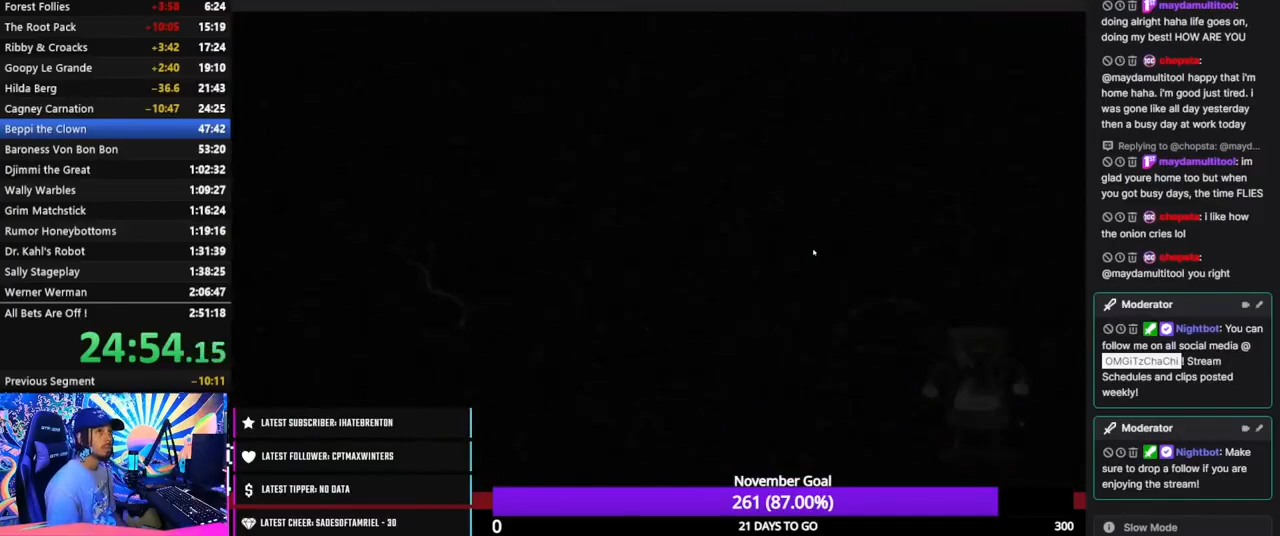 Forest Follies +3:58 6:24
The Root Pack +10:05 15:19
Ribby & Croacks +3:42 17:24
Goopy Le Grande +2:40 19:10
Hilda Berg −36.6 21:43
Cagney Carnation −10:47 24:25
Beppi the Clown 47:42
Baroness Von Bon Bon 53:20
Djimmi the Great 1:02:32
Wally Warbles 1:09:27
Grim Matchstick 1:16:24
Rumor Honeybottoms 1:19:16
Dr. Kahl's Robot 1:31:39
Sally Stageplay 1:38:25
Werner Werman 2:06:47
All Bets Are Off ! 2:51:18
24:54.15
Previous Segment −10:11
LATEST SUBSCRIBER: IHATEBRENTON
LATEST FOLLOWER: CPTMAXWINTERS
LATEST TIPPER: NO DATA
LATEST CHEER: SADESOFTAMRIEL - 30
November Goal
261 (87.00%)
0 21 DAYS TO GO 300
maydamultitool:
doing alright haha life goes on,
doing my best! HOW ARE YOU
chopsta:
@maydamultitool happy that i'm
home haha. i'm good just tired. i
was gone like all day yesterday
then a busy day at work today
Replying to @chopsta: @mayd...
maydamultitool: im
glad youre home too but when
you got busy days, the time FLIES
chopsta: i like how
the onion cries lol
chopsta:
@maydamultitool you right
Moderator
Nightbot: You can
follow me on all social media @
OMGiTzChaChi! Stream
Schedules and clips posted
weekly!
Moderator
Nightbot: Make
sure to drop a follow if you are
enjoying the stream!
Slow Mode